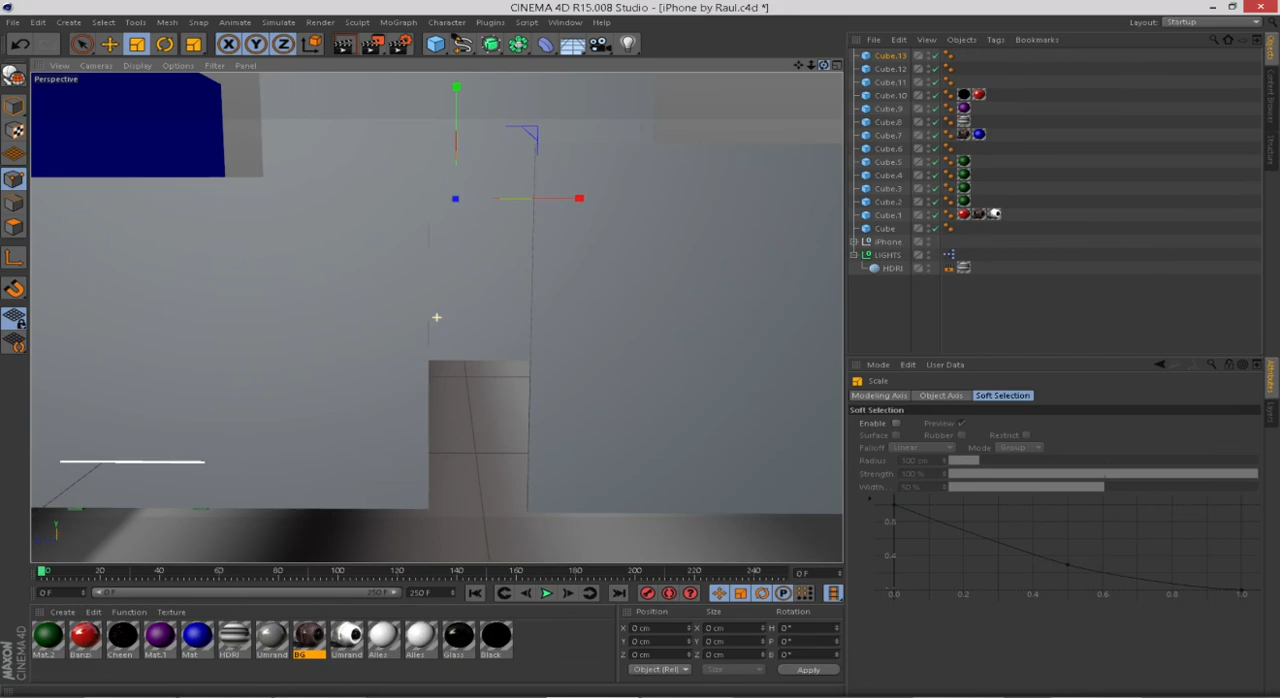 CINEMA 4D R15.008 Studio - [iPhone by Raul.c4d *]
File Edit Create Select Tools Mesh Snap Animate Simulate Render Sculpt MoGraph Character Plugins Script Window Help
Layout: Startup
View Cameras Display Options Filter Panel
Perspective
File Edit View Objects Tags Bookmarks
Cube.13
Cube.12
Cube.11
Cube.10
Cube.9
Cube.8
Cube.7
Cube.6
Cube.5
Cube.4
Cube.3
Cube.2
Cube.1
Cube
iPhone
LIGHTS
HDRI
Objects
Content Browser
Structure
Mode Edit User Data
Scale
Modeling Axis Object Axis Soft Selection
Soft Selection
Enable Preview
Surface Rubber Restrict
Falloff Linear Mode Group
Radius 100 cm
Strength 100 %
Width 50 %
0.8
0.4
0.0 0.2 0.4 0.6 0.8 1.0
Attributes
Layers
0 20 40 60 80 100 120 140 160 180 200 220 240
0 F
0 F 0 F 250 F 250 F
Create Edit Function Texture
Mat.2 Banzi Cheen Mat.1 Mat HDRI Umrand BG Umrand Alles Alles Glass Black
Position Size Rotation
X 0 cm X 0 cm H 0°
Y 0 cm Y 0 cm P 0°
Z 0 cm Z 0 cm B 0°
Object (Rel) Size Apply
MAXON CINEMA 4D